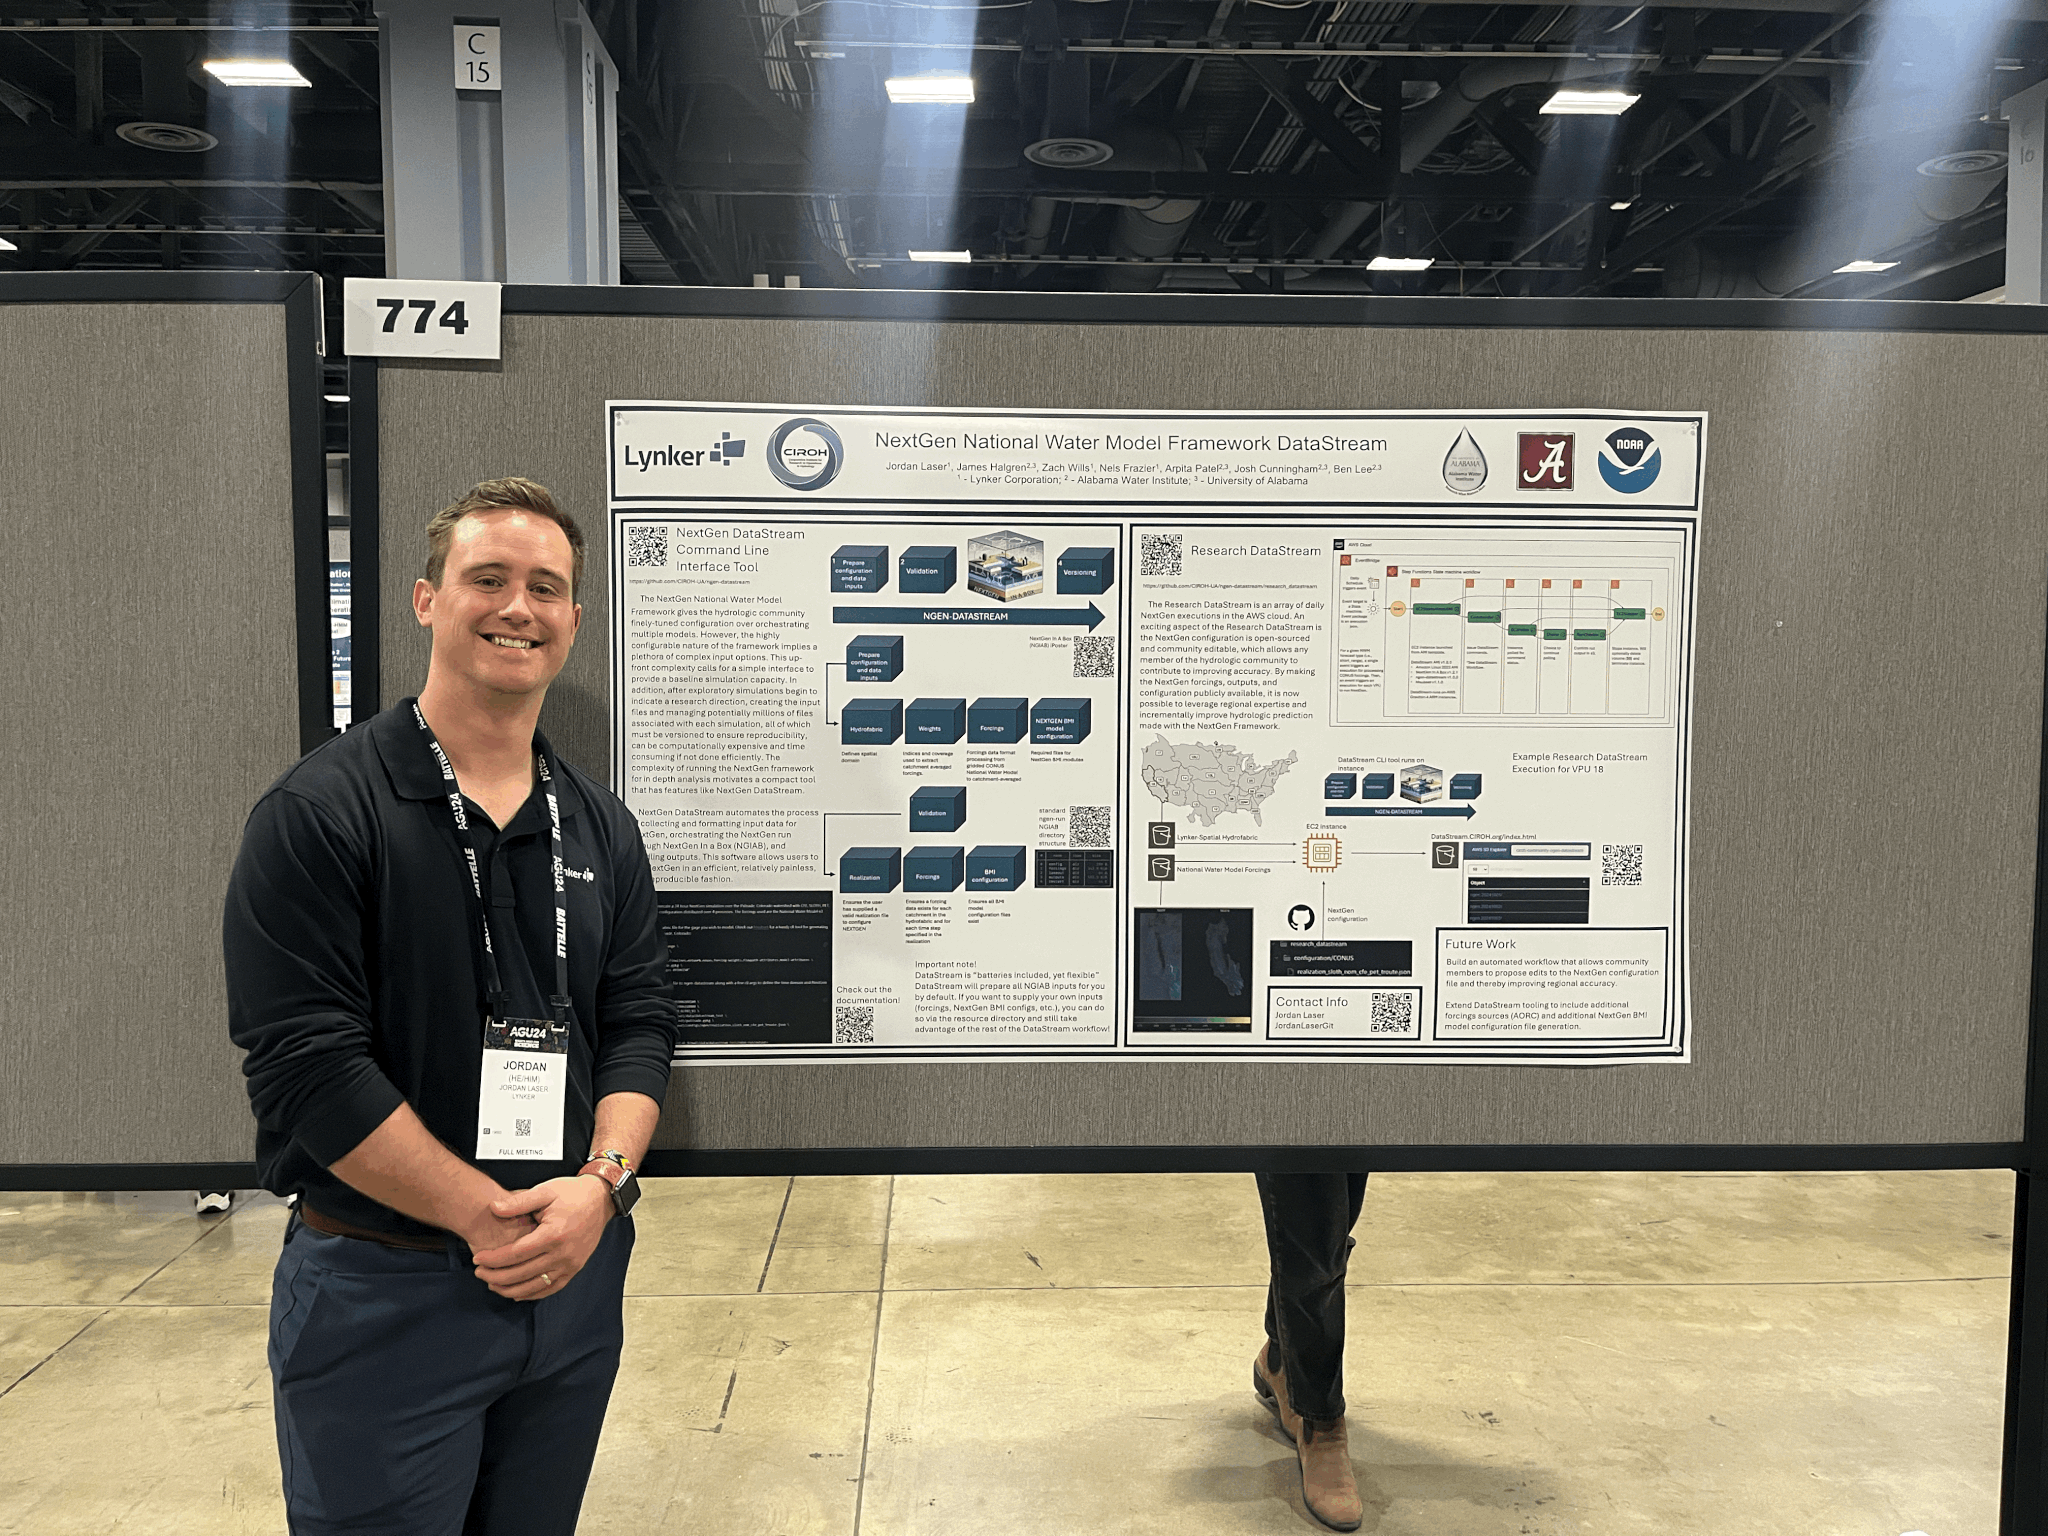 C
15
774
Lynker
CIROH
NextGen National Water Model Framework DataStream
Jordan Laser¹, James Halgren²,³, Zach Wills¹, Nels Frazier¹, Arpita Patel²,³, Josh Cunningham²,³, Ben Lee²,³
¹ - Lynker Corporation; ² - Alabama Water Institute; ³ - University of Alabama
ALABAMA
Alabama Water
Institute
A
NOAA
NextGen DataStream
Command Line
Interface Tool
https://github.com/CIROH-UA/ngen-datastream
The NextGen National Water Model
Framework gives the hydrologic community
finely-tuned configuration over orchestrating
multiple models. However, the highly
configurable nature of the framework implies a
plethora of complex input options. This up-
front complexity calls for a simple interface to
provide a baseline simulation capacity. In
addition, after exploratory simulations begin to
indicate a research direction, creating the input
files and managing potentially millions of files
associated with each simulation, all of which
must be versioned to ensure reproducibility,
can be computationally expensive and time
consuming if not done efficiently. The
complexity of running the NextGen framework
for in depth analysis motivates a compact tool
that has features like NextGen DataStream.
NextGen DataStream automates the process
collecting and formatting input data for
orchestrating the NextGen run
NextGen In a Box (NGIAB), and
outputs. This software allows users to
in an efficient, relatively painless,
fashion.
1
Prepare
configuration
and data
inputs
2
Validation
NEXTGEN IN A BOX
4
Versioning
NGEN-DATASTREAM
NextGen In A Box
(NGIAB) Poster
Prepare
configuration
and data
inputs
Hydrofabric
Weights
Forcings
NEXTGEN BMI
model
configuration
Defines spatial
domain
Indices and coverage
used to extract
catchment averaged
forcings.
Forcings data format
processing from
gridded CONUS
National Water Model
to catchment-averaged
Required files for
NextGen BMI modules
Validation
standard
ngen-run
NGIAB
directory
structure
Realization
Forcings
BMI
configuration
Ensures the user
has supplied a
valid realization file
to configure
NEXTGEN
Ensures a forcing
data exists for each
catchment in the
hydrofabric and for
each time step
specified in the
realization
Ensures all BMI
model
configuration files
exist
Check out the
documentation!
Important note!
DataStream is "batteries included, yet flexible"
DataStream will prepare all NGIAB inputs for you
by default. If you want to supply your own inputs
(forcings, NextGen BMI configs, etc.), you can do
so via the resource directory and still take
advantage of the rest of the DataStream workflow!
Research DataStream
https://github.com/CIROH-UA/ngen-datastream/research_datastream
The Research DataStream is an array of daily
NextGen executions in the AWS cloud. An
exciting aspect of the Research DataStream is
the NextGen configuration is open-sourced
and community editable, which allows any
member of the hydrologic community to
contribute to improving accuracy. By making
the NextGen forcings, outputs, and
configuration publicly available, it is now
possible to leverage regional expertise and
incrementally improve hydrologic prediction
made with the NextGen Framework.
AWS Cloud
EventBridge
Step Functions State machine workflow
DataStream CLI tool runs on
instance
NGEN-DATASTREAM
Example Research DataStream
Execution for VPU 18
Lynker-Spatial Hydrofabric
National Water Model Forcings
EC2 instance
DataStream.CIROH.org/index.html
AWS S3 Explorer
Object
NextGen
configuration
research_datastream
configuration/CONUS
realization_sloth_nom_cfe_pet_troute.json
Contact Info
Jordan Laser
JordanLaserGit
Future Work
Build an automated workflow that allows community
members to propose edits to the NextGen configuration
file and thereby improving regional accuracy.
Extend DataStream tooling to include additional
forcings sources (AORC) and additional NextGen BMI
model configuration file generation.
BATTELLE
AGU24
BATTELLE
AGU24
BATTELLE
AGU24
BATTELLE
AGU24
JORDAN
(HE/HIM)
JORDAN LASER
LYNKER
FULL MEETING